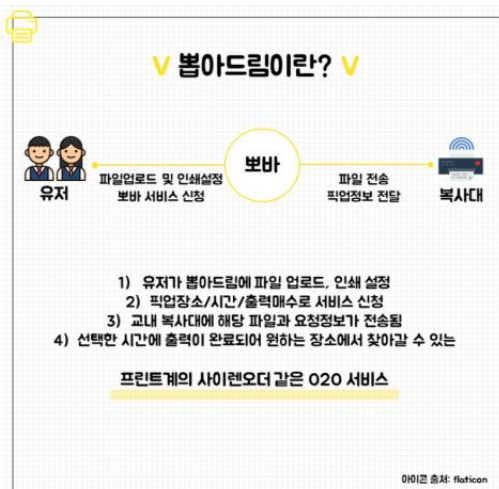 V 뽑아드림이란? V
뽀바
유저
파일업로드 및 인쇄설정
뽀바 서비스 신청
파일 전송
픽업정보 전달
복사대
1) 유저가 뽑아드림에 파일 업로드, 인쇄 설정
2) 픽업장소/시간/출력매수로 서비스 신청
3) 교내 복사대에 해당 파일과 요청정보가 전송됨
4) 선택한 시간에 출력이 완료되어 원하는 장소에서 찾아갈 수 있는
프린트계의 사이렌오더 같은 O2O 서비스
아이콘 출처: flaticon